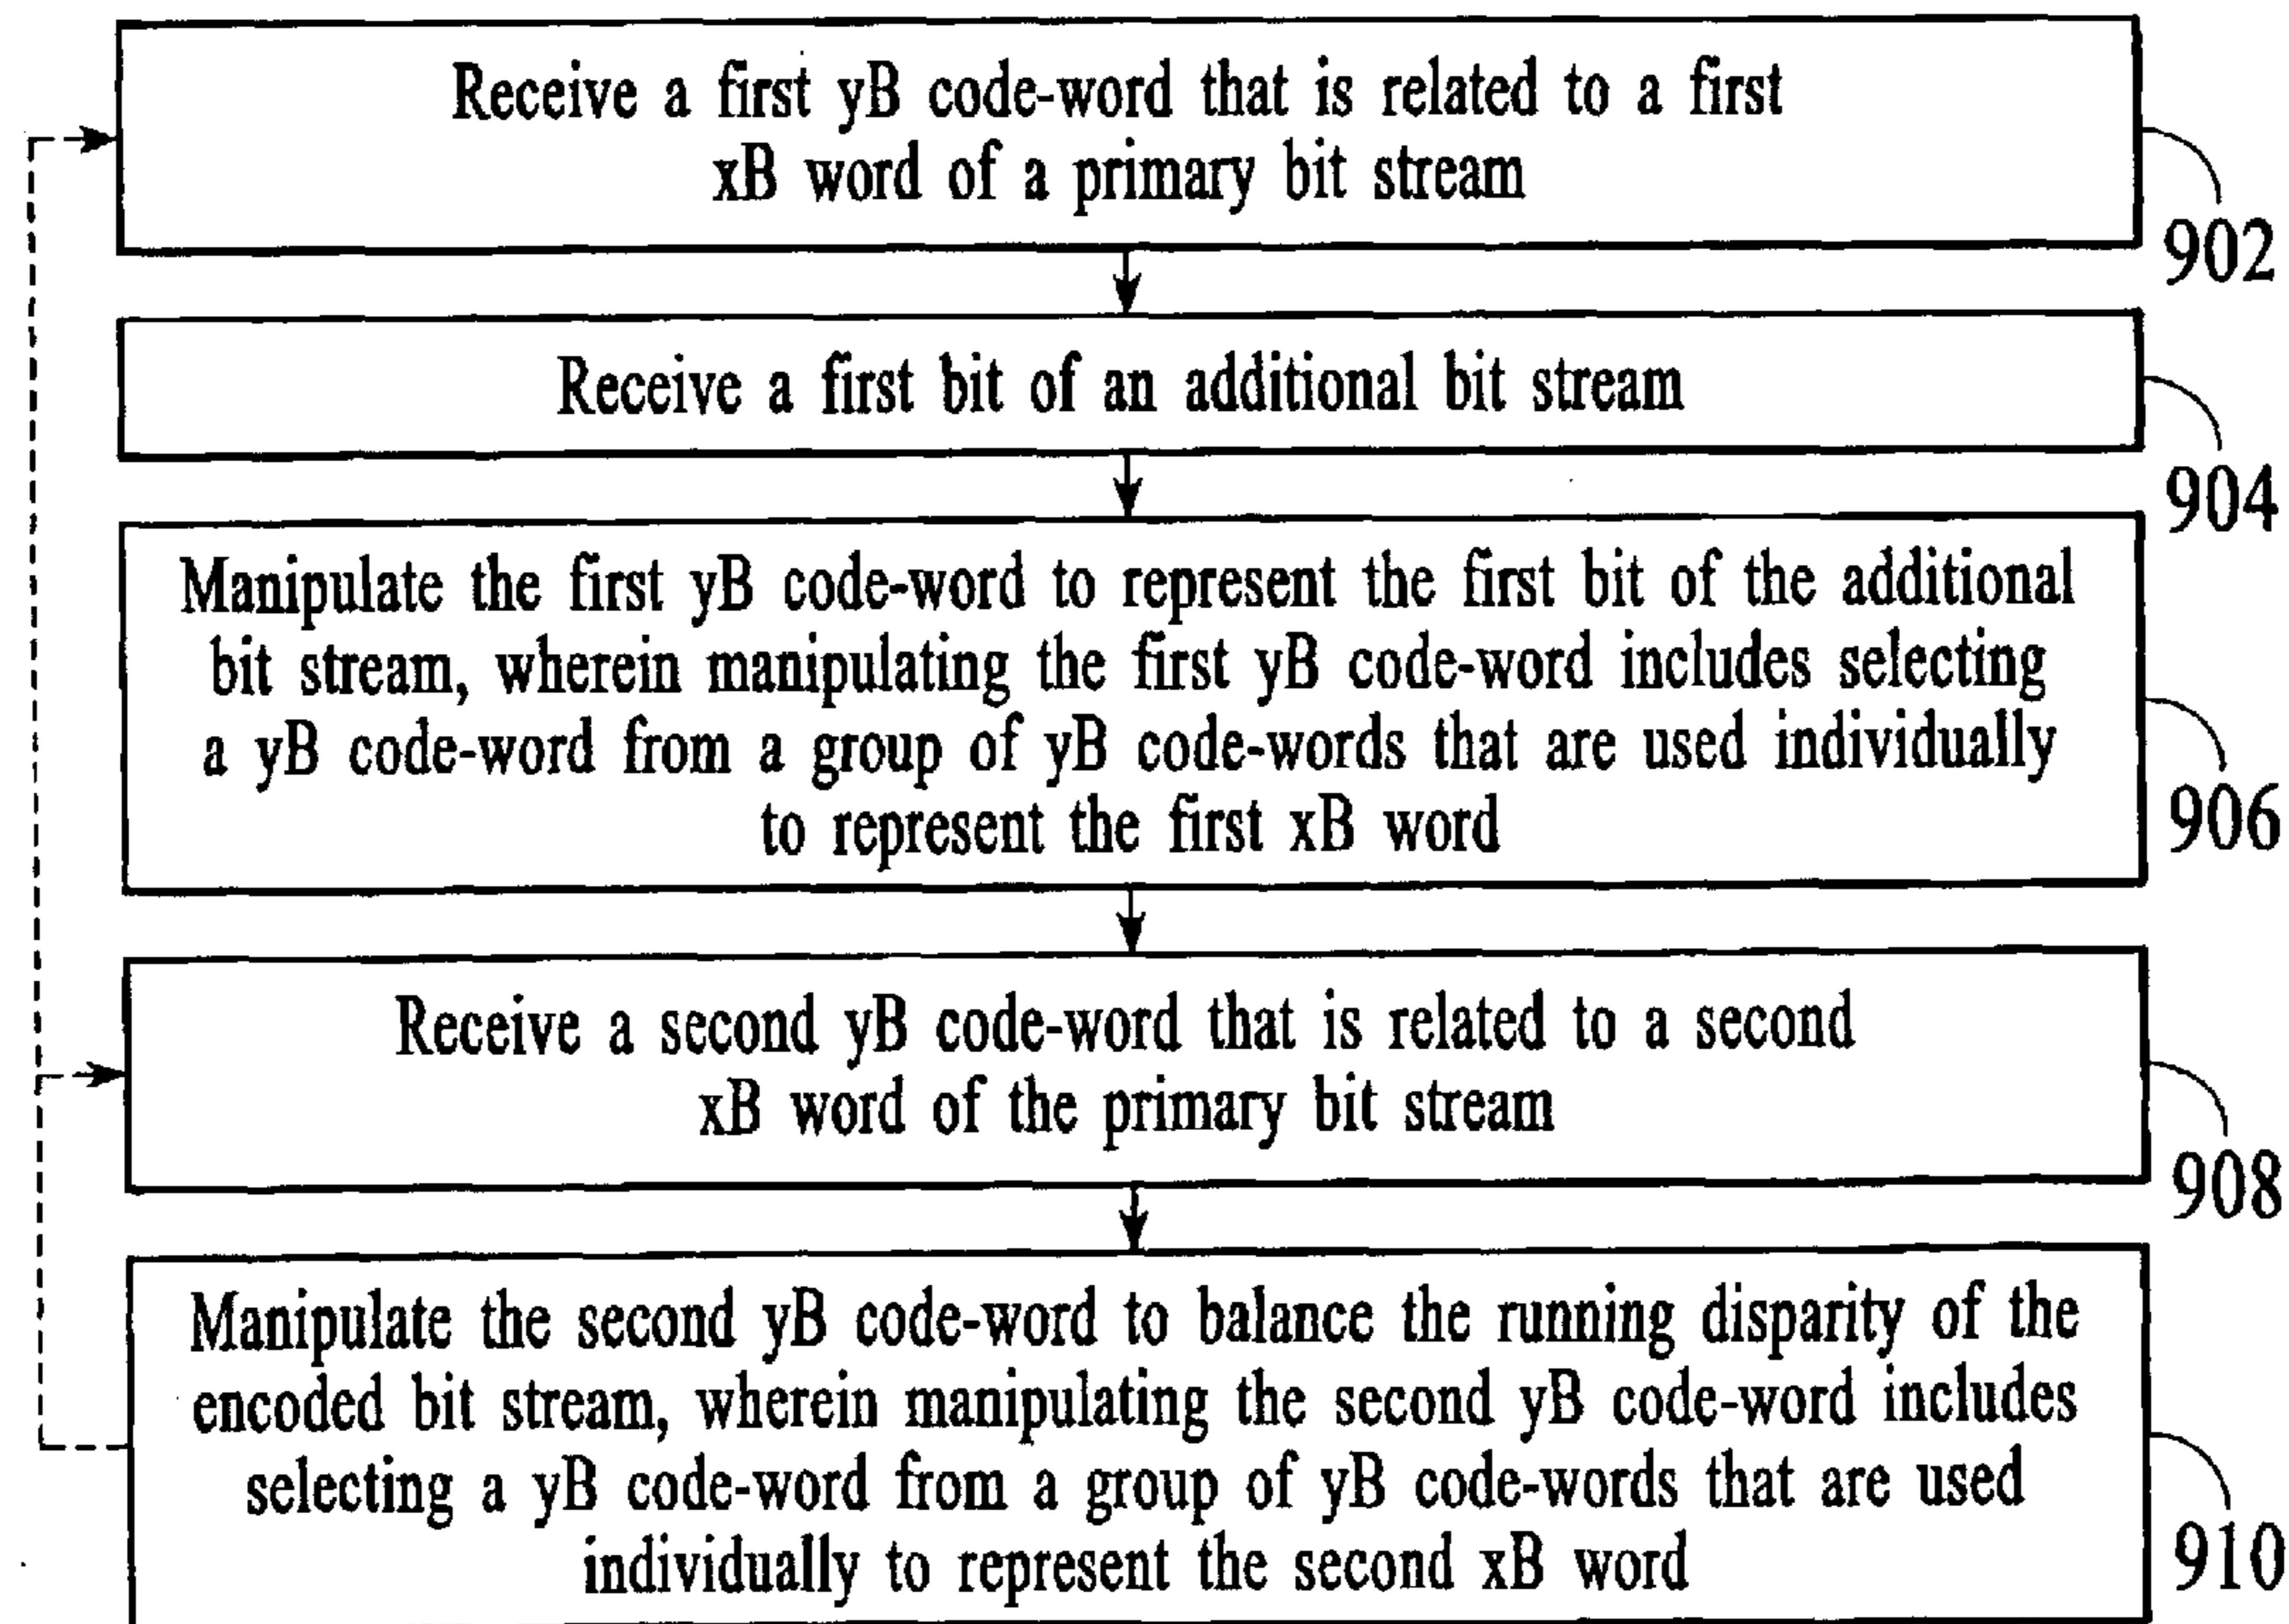 Receive a first yB code-word that is related to a first
xB word of a primary bit stream
902
Receive a first bit of an additional bit stream
904
Manipulate the first yB code-word to represent the first bit of the additional
bit stream, wherein manipulating the first yB code-word includes selecting
a yB code-word from a group of yB code-words that are used individually
to represent the first xB word
906
Receive a second yB code-word that is related to a second
xB word of the primary bit stream
908
Manipulate the second yB code-word to balance the running disparity of the
encoded bit stream, wherein manipulating the second yB code-word includes
selecting a yB code-word from a group of yB code-words that are used
individually to represent the second xB word
910